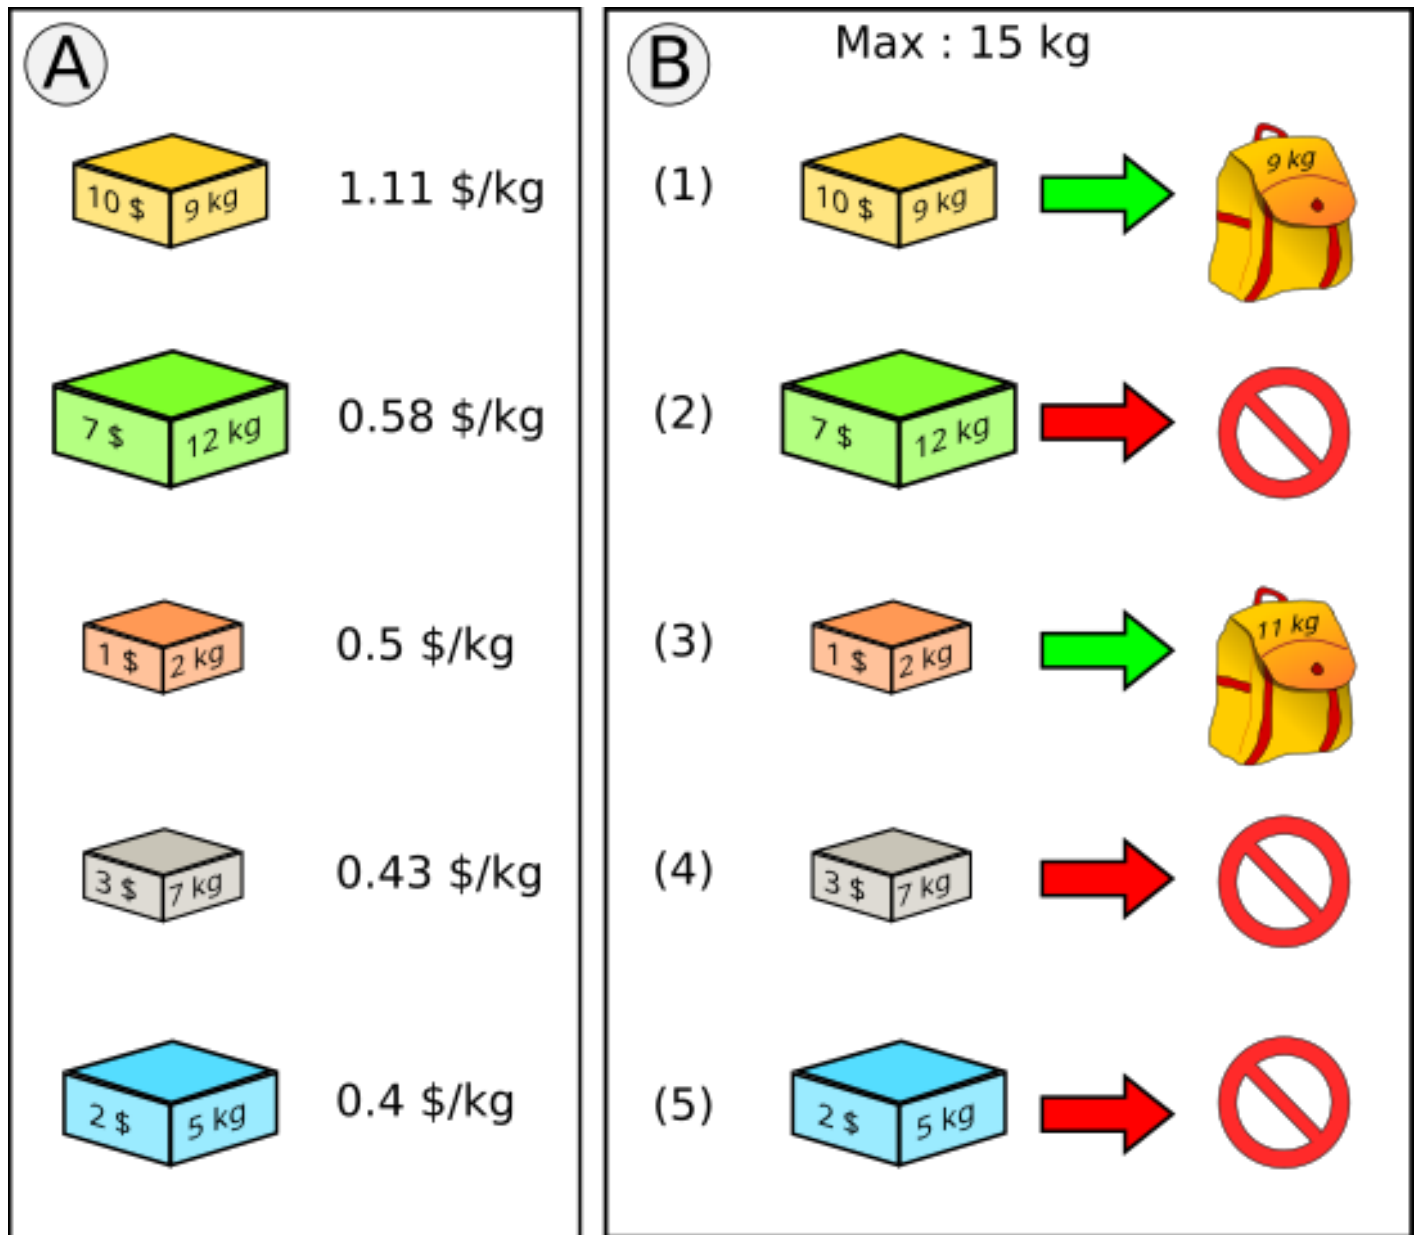 A
10 $ 9 kg 1.11 $/kg
7 $ 12 kg 0.58 $/kg
1 $ 2 kg 0.5 $/kg
3 $ 7 kg 0.43 $/kg
2 $ 5 kg 0.4 $/kg
B
Max : 15 kg
(1) 10 $ 9 kg 9 kg
(2) 7 $ 12 kg
(3) 1 $ 2 kg 11 kg
(4) 3 $ 7 kg
(5) 2 $ 5 kg